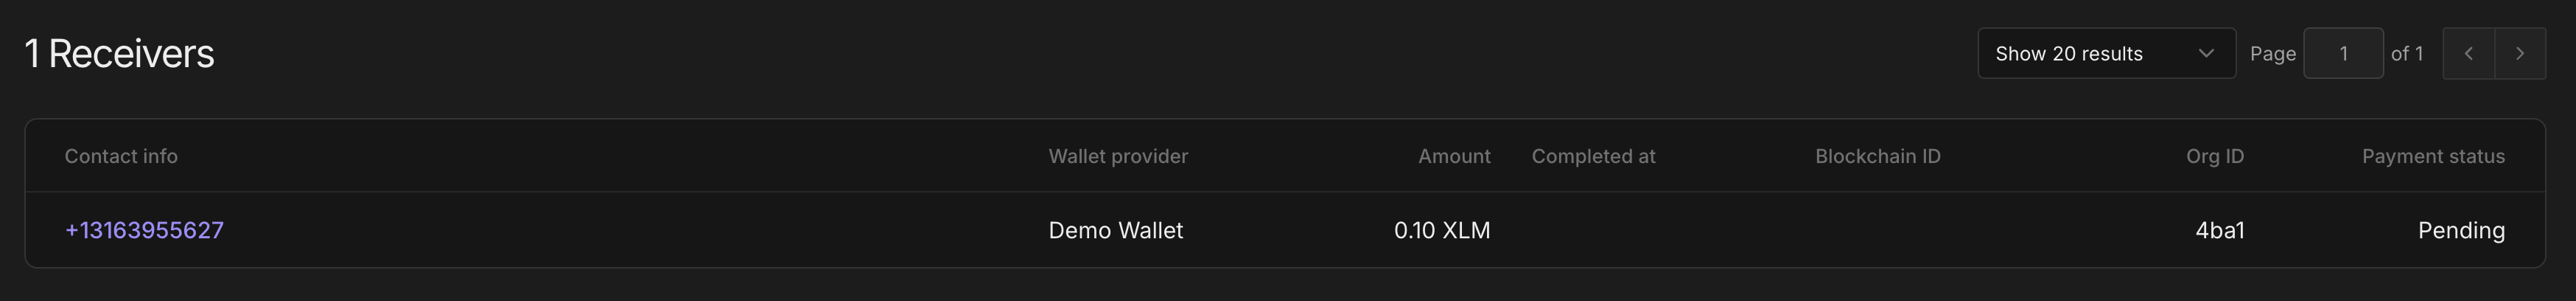 1 Receivers
Show 20 results Page 1 of 1
Contact info Wallet provider Amount Completed at Blockchain ID Org ID Payment status
+13163955627 Demo Wallet 0.10 XLM 4ba1 Pending